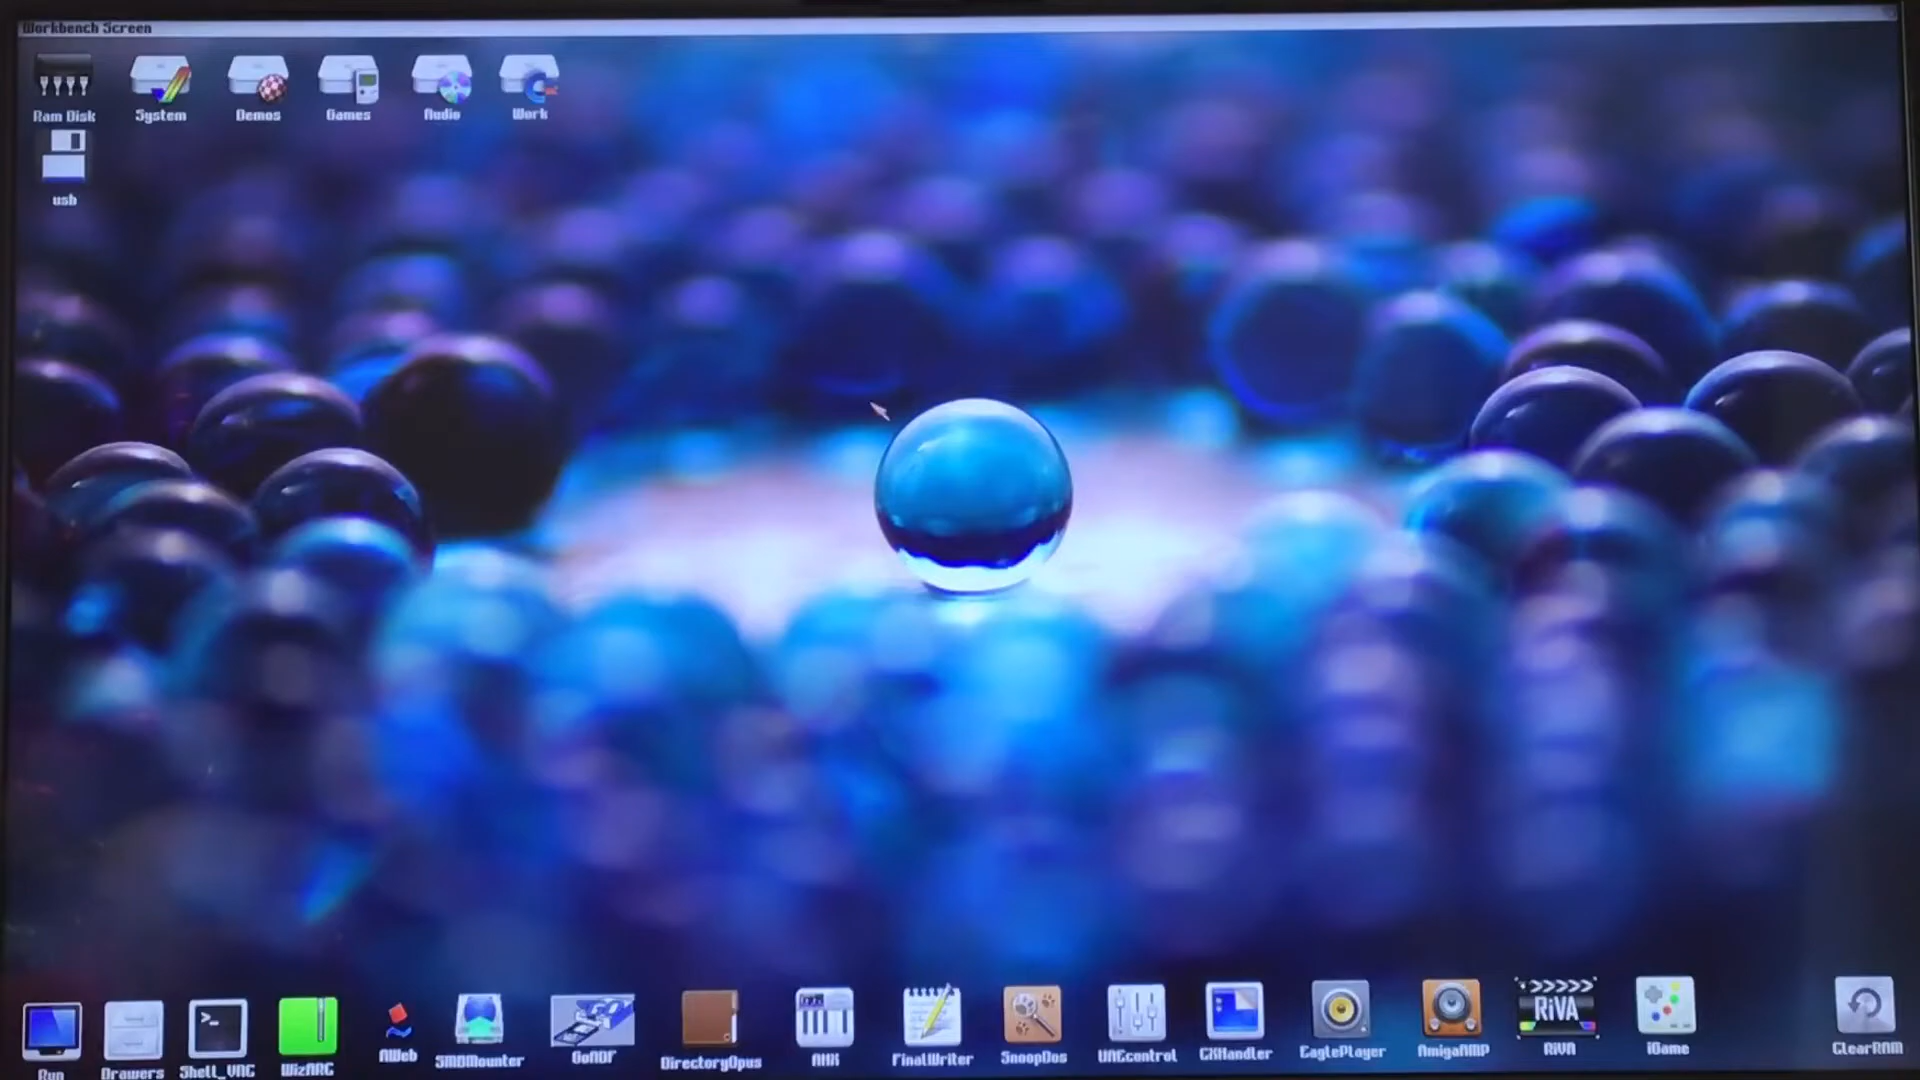 Workbench Screen
Ram Disk
System
Demos
Games
Audio
Work
usb
Run
Drawers
Shell_VNC
WizARC
AWeb
SMBMounter
GoADF
DirectoryOpus
AHX
FinalWriter
SnoopDos
UAEcontrol
CXHandler
EaglePlayer
AmigaAMP
RiVA
RiVA
iGame
ClearRAM